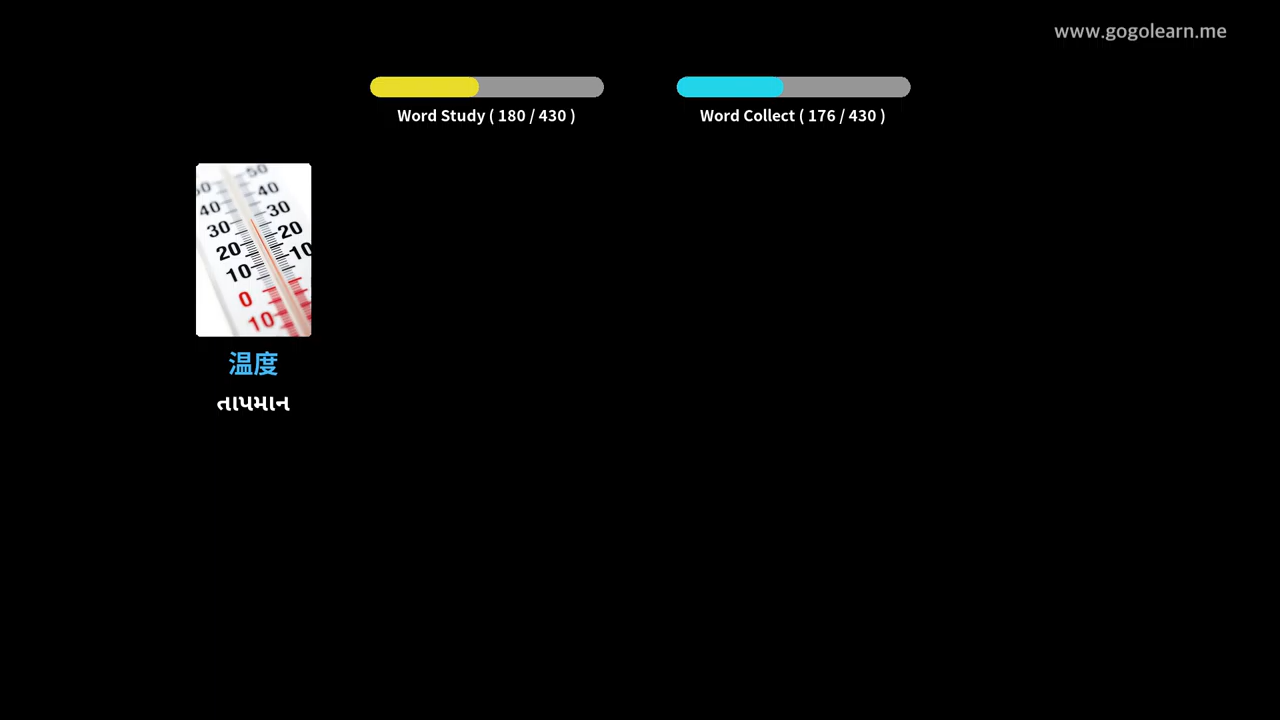 www.gogolearn.me
Word Study ( 180 / 430 )
Word Collect ( 176 / 430 )
50
40 40
30 30
20 20
10 10
0
10
温度
તાપમાન